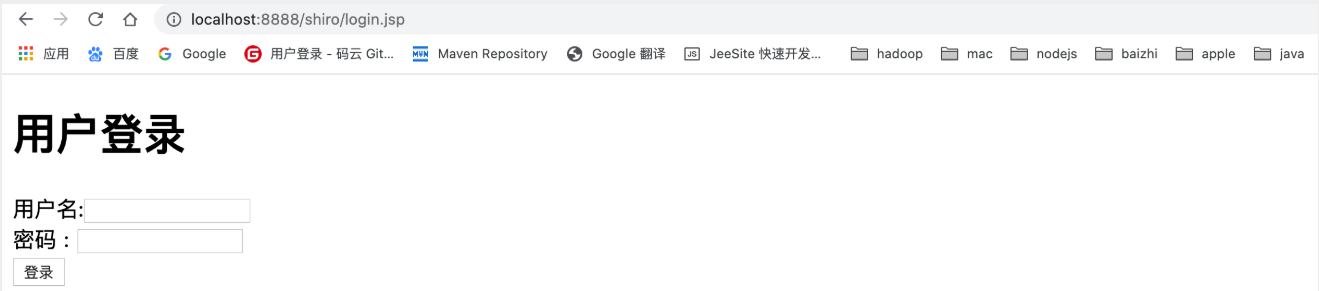 localhost:8888/shiro/login.jsp
应用 百度 Google 用户登录 - 码云 Git... Maven Repository Google 翻译 JeeSite 快速开发... hadoop mac nodejs baizhi apple java
用户登录
用户名:
密码：
登录